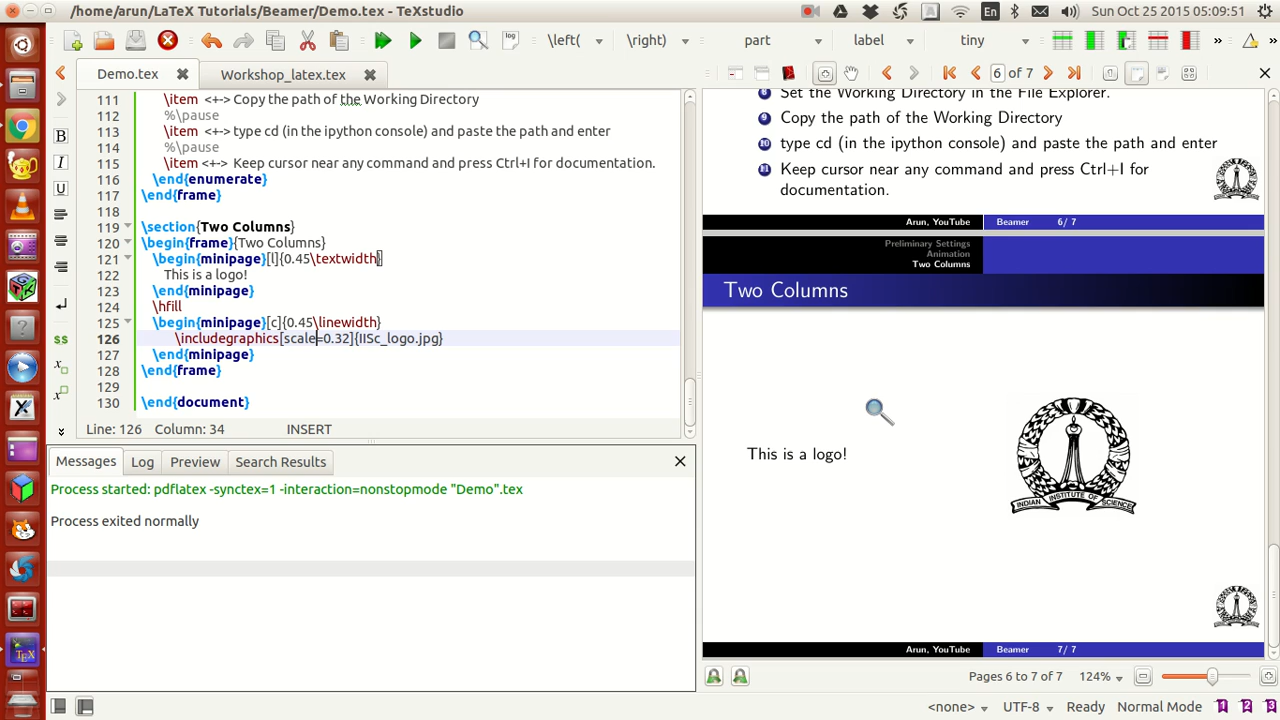 /home/arun/LaTeX Tutorials/Beamer/Demo.tex - TeXstudio
En
Sun Oct 25 2015 05:09:51
\left(
\right)
part
label
tiny
»
Demo.tex
Workshop_latex.tex
6 of 7
111 \item <+-> Copy the path of the Working Directory
112 %\pause
113 \item <+-> type cd (in the ipython console) and paste the path and enter
114 %\pause
115 \item <+-> Keep cursor near any command and press Ctrl+I for documentation.
116 \end{enumerate}
117 \end{frame}
118
119 \section{Two Columns}
120 \begin{frame}{Two Columns}
121 \begin{minipage}[l]{0.45\textwidth}
122 This is a logo!
123 \end{minipage}
124 \hfill
125 \begin{minipage}[c]{0.45\linewidth}
126 \includegraphics[scale=0.32]{IISc_logo.jpg}
127 \end{minipage}
128 \end{frame}
129
130 \end{document}
Line: 126 Column: 34 INSERT
Messages
Log
Preview
Search Results
Process started: pdflatex -synctex=1 -interaction=nonstopmode "Demo".tex
Process exited normally
8 Set the Working Directory in the File Explorer.
9 Copy the path of the Working Directory
10 type cd (in the ipython console) and paste the path and enter
11 Keep cursor near any command and press Ctrl+I for
documentation.
Arun, YouTube Beamer 6/ 7
Preliminary Settings
Animation
Two Columns
Two Columns
This is a logo!
INDIAN INSTITUTE OF SCIENCE
Arun, YouTube Beamer 7/ 7
Pages 6 to 7 of 7
124%
<none>
UTF-8
Ready
Normal Mode
1
2
3